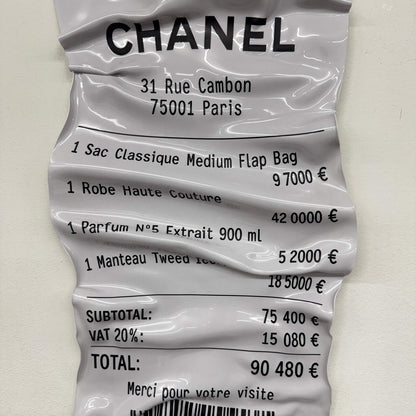 CHANEL
31 Rue Cambon
75001 Paris
1 Sac Classique Medium Flap Bag
9 7000 €
1 Robe Haute Couture
42 0000 €
1 Parfum N°5 Extrait 900 ml
5 2000 €
1 Manteau Tweed
18 5000 €
SUBTOTAL: 75 400 €
VAT 20%: 15 080 €
TOTAL: 90 480 €
Merci pour votre visite